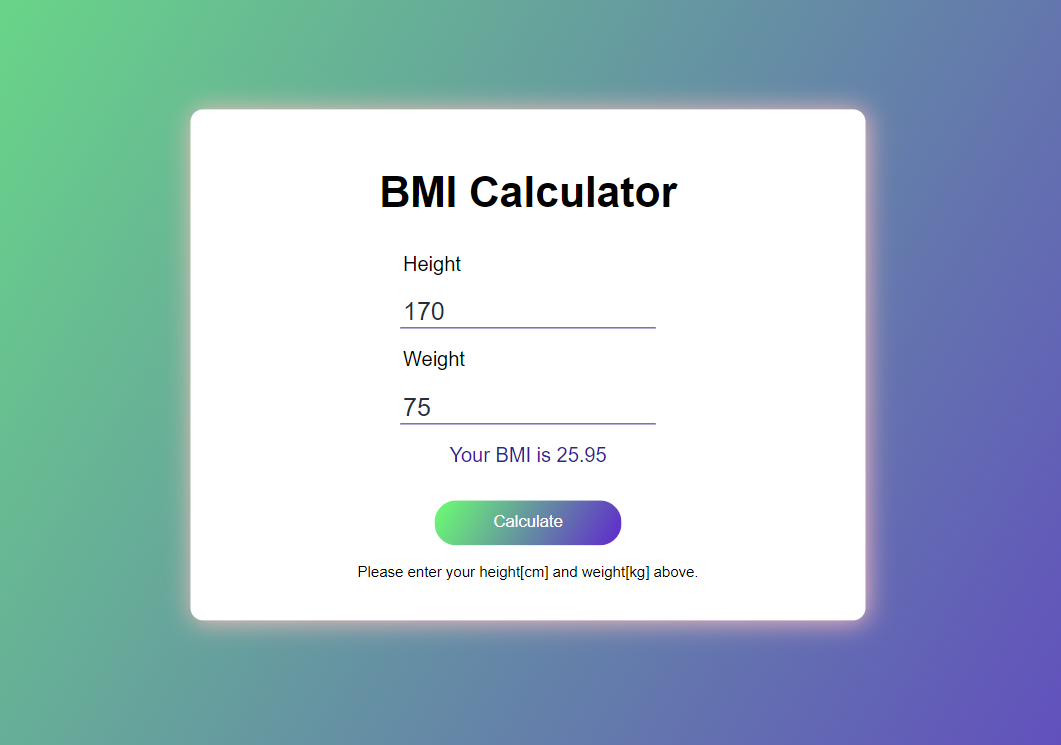 BMI Calculator
Height
170
Weight
75
Your BMI is 25.95
Calculate
Please enter your height[cm] and weight[kg] above.